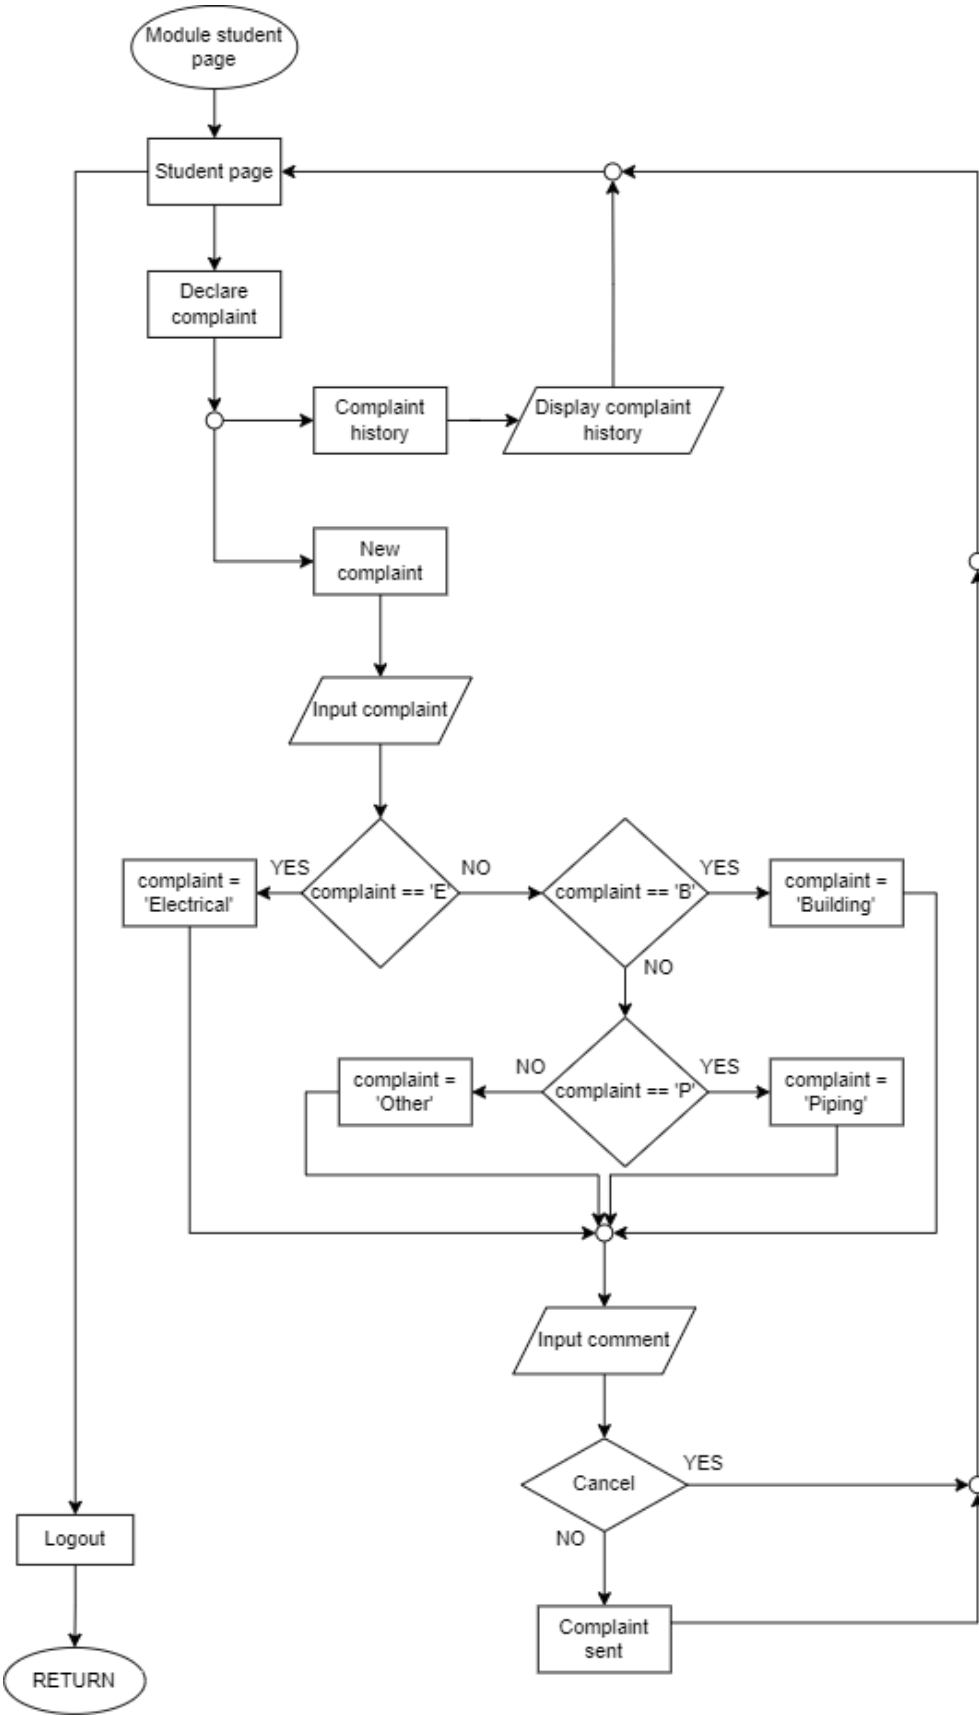 Module student
page
Student page
Declare
complaint
Complaint
history
Display complaint
history
New
complaint
Input complaint
YES
NO
YES
complaint =
'Electrical'
complaint == 'E'
complaint == 'B'
complaint =
'Building'
NO
NO
YES
complaint =
'Other'
complaint == 'P'
complaint =
'Piping'
Input comment
YES
Cancel
NO
Logout
Complaint
sent
RETURN